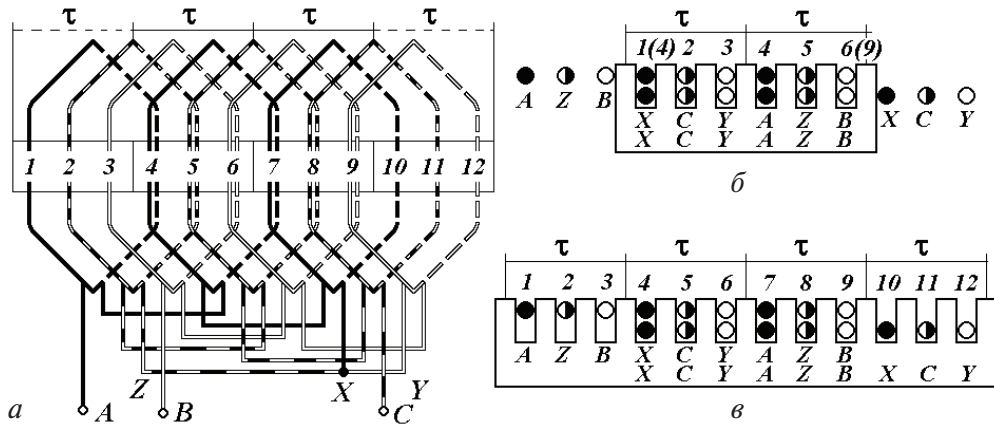 τ τ τ τ
1 2 3 4 5 6 7 8 9 10 11 12
Z X Y
а A B C
τ τ
1(4) 2 3 4 5 6(9)
A Z B
X C Y A Z B X C Y
X C Y A Z B
б
τ τ τ τ
1 2 3 4 5 6 7 8 9 10 11 12
A Z B X C Y A Z B X C Y
X C Y A Z B
в